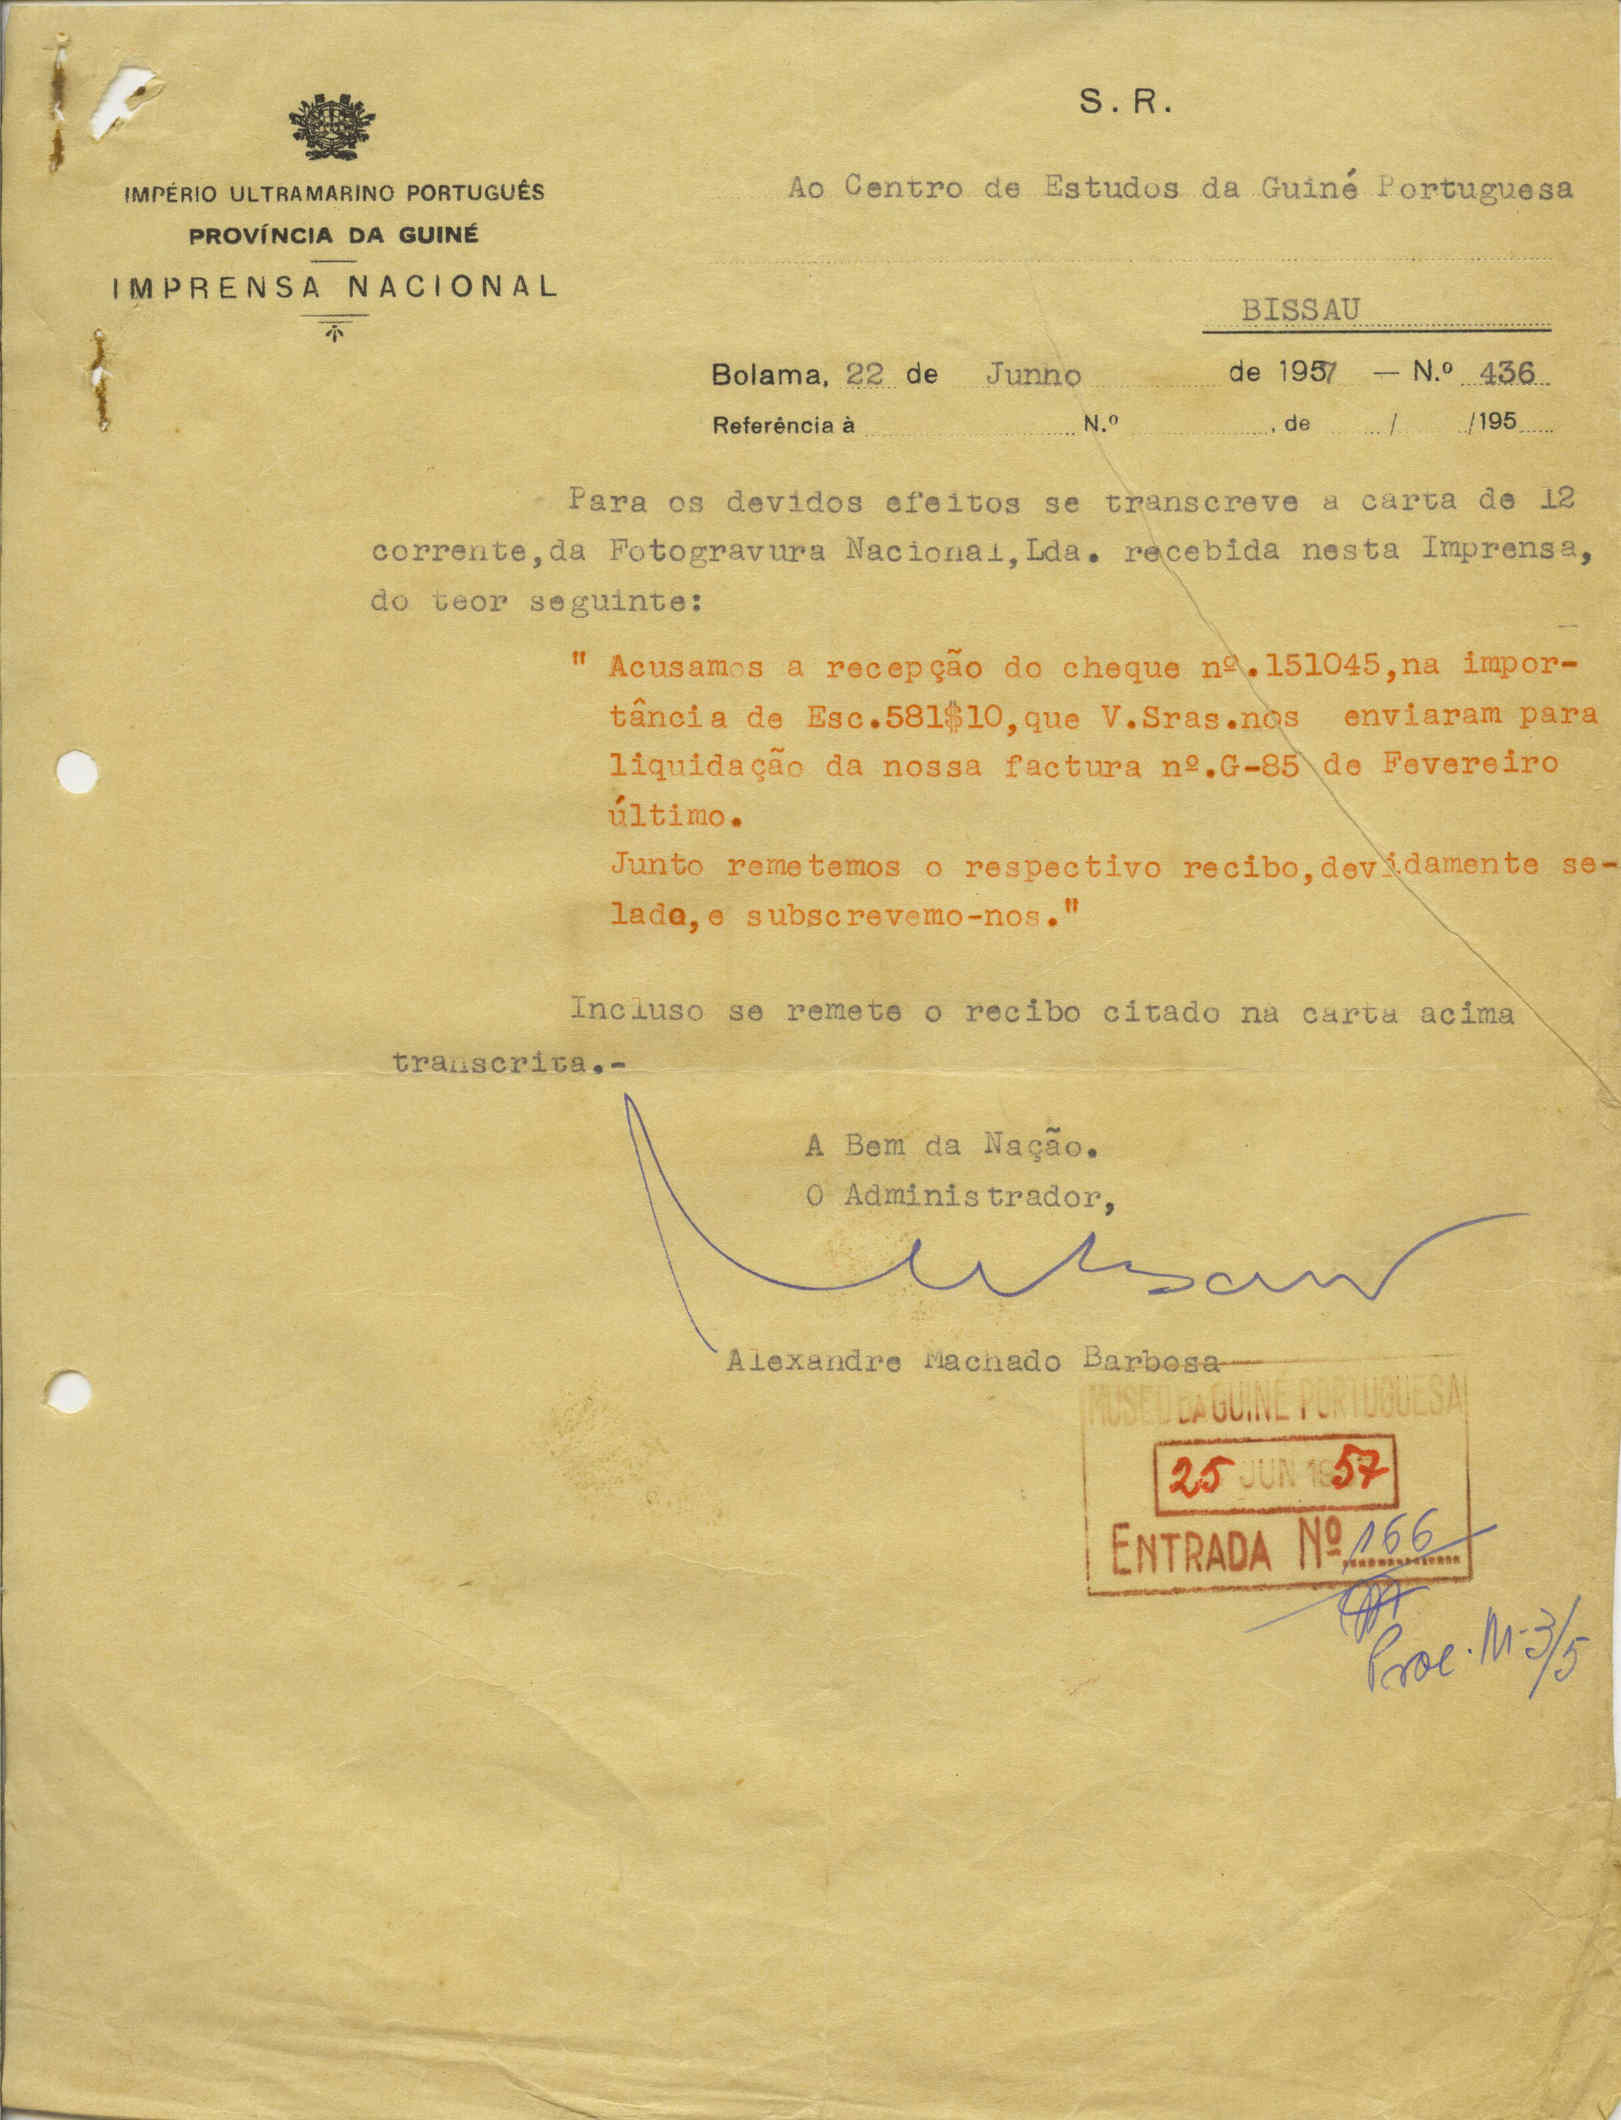 S. R.
IMPÉRIO ULTRAMARINO PORTUGUÊS
PROVÍNCIA DA GUINÉ
IMPRENSA NACIONAL
Ao Centro de Estudos da Guiné Portuguesa
BISSAU
Bolama, 22 de Junho de 1957 — N.º 436
Referência à N.º , de / /195
Para os devidos efeitos se transcreve a carta de 12
corrente,da Fotogravura Nacional,Lda. recebida nesta Imprensa,
do teor seguinte:
" Acusamos a recepção do cheque nº.151045,na impor-
tância de Esc.581$10,que V.Sras.nos enviaram para
liquidação da nossa factura nº.G-85 de Fevereiro
último.
Junto remetemos o respectivo recibo,devidamente se-
lado,e subscrevemo-nos."
Incluso se remete o recibo citado na carta acima
transcrita.-
A Bem da Nação.
O Administrador,
Alexandre Machado Barbosa
MUSEU DA GUINÉ PORTUGUESA
25 JUN 1957
ENTRADA Nº 166
Proc. M-3/5